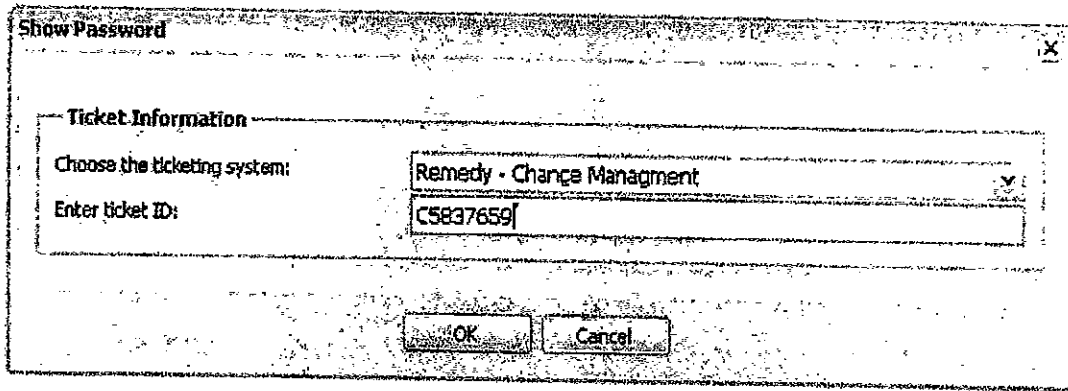 Show Password
X
Ticket Information
Choose the ticketing system:
Remedy - Change Managment
Enter ticket ID:
C5837659
OK
Cancel